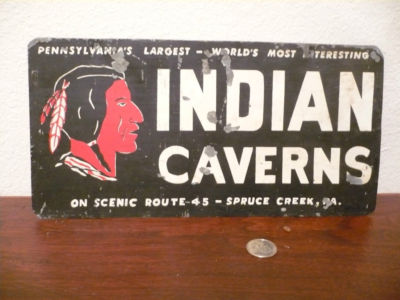 PENNSYLVANIA'S LARGEST - WORLD'S MOST INTERESTING
INDIAN
CAVERNS
ON SCENIC ROUTE-45 - SPRUCE CREEK, PA.